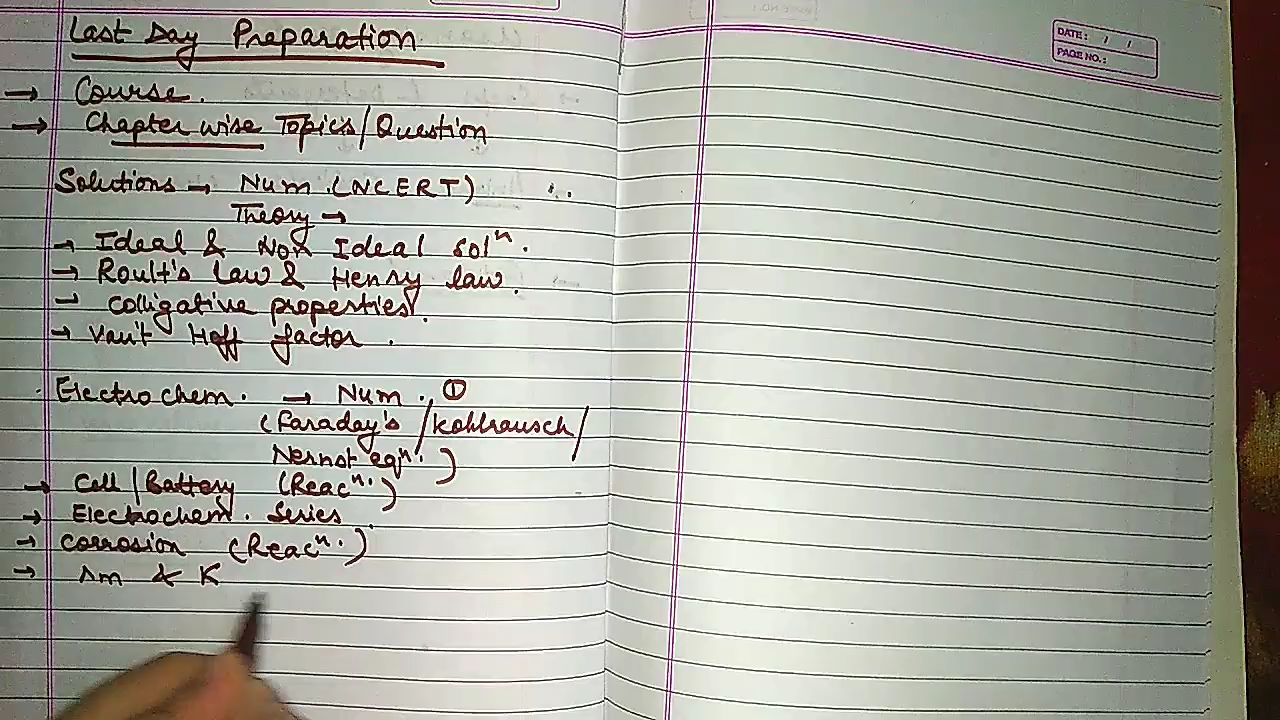 Last Day Preparation
→ Course.
→ Chapter wise Topics/Question
Solutions → Num. (NCERT)
Theory →
→ Ideal & Non Ideal solⁿ.
→ Roult's Law & Henry law.
→ Colligative properties.
→ Van't Hoff factor.
Electrochem. → Num. ①
(Faraday's /Kohlrausch/
Nernst eqⁿ.)
→ Cell/Battery (Reacⁿ.)
→ Electrochem. Series.
→ Corrosion (Reacⁿ.)
→ Λm & K
DATE: / /
PAGE NO.: